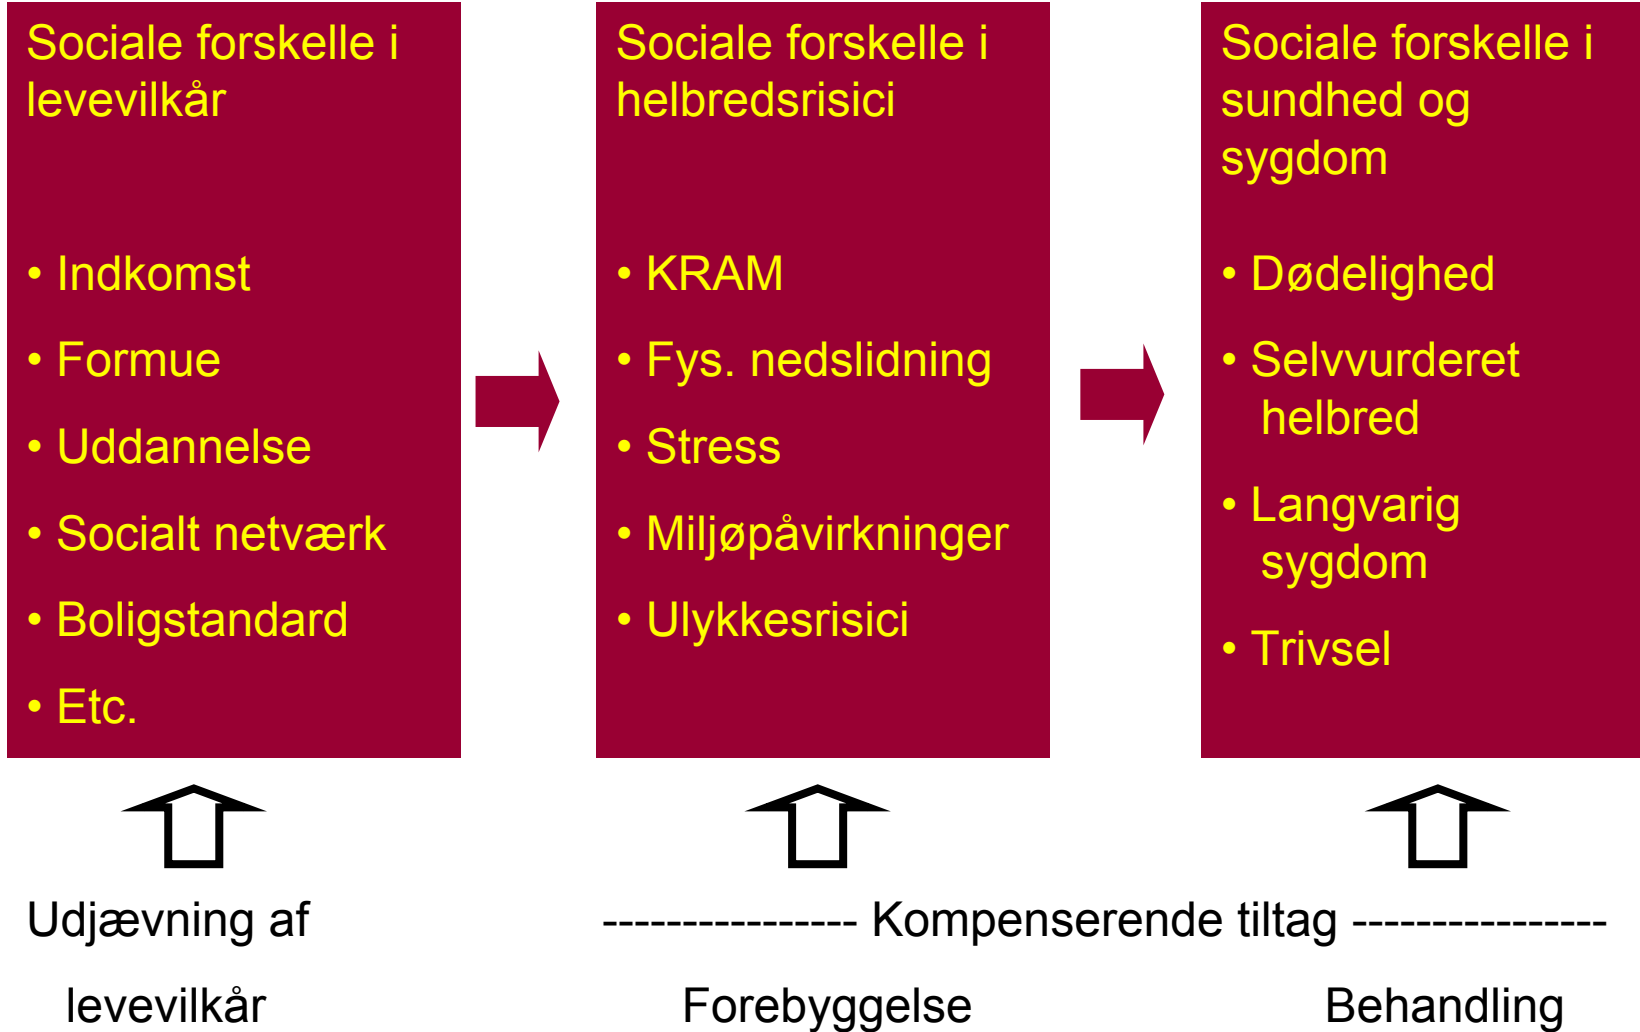 Sociale forskelle i
levevilkår
• Indkomst
• Formue
• Uddannelse
• Socialt netværk
• Boligstandard
• Etc.
Sociale forskelle i
helbredsrisici
• KRAM
• Fys. nedslidning
• Stress
• Miljøpåvirkninger
• Ulykkesrisici
Sociale forskelle i
sundhed og
sygdom
• Dødelighed
• Selvvurderet
helbred
• Langvarig
sygdom
• Trivsel
Udjævning af
levevilkår
---------------- Kompenserende tiltag ----------------
Forebyggelse
Behandling